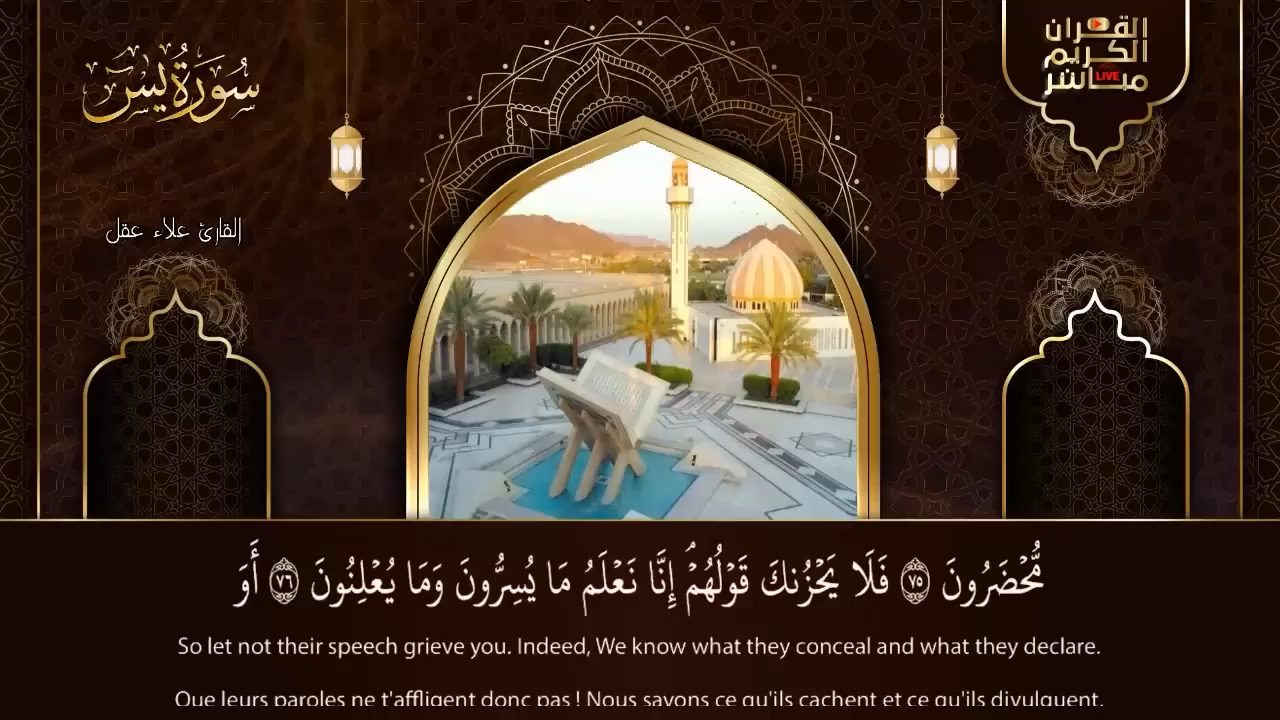 سُورَةُ يسٓ
القرآن
الكريم
مباشر
LIVE
القارئ علاء عقل
مُّحْضَرُونَ ٧٥ فَلَا يَحْزُنكَ قَوْلُهُمْۘ إِنَّا نَعْلَمُ مَا يُسِرُّونَ وَمَا يُعْلِنُونَ ٧٦ أَوَ
So let not their speech grieve you. Indeed, We know what they conceal and what they declare.
Que leurs paroles ne t'affligent donc pas ! Nous savons ce qu'ils cachent et ce qu'ils divulguent.